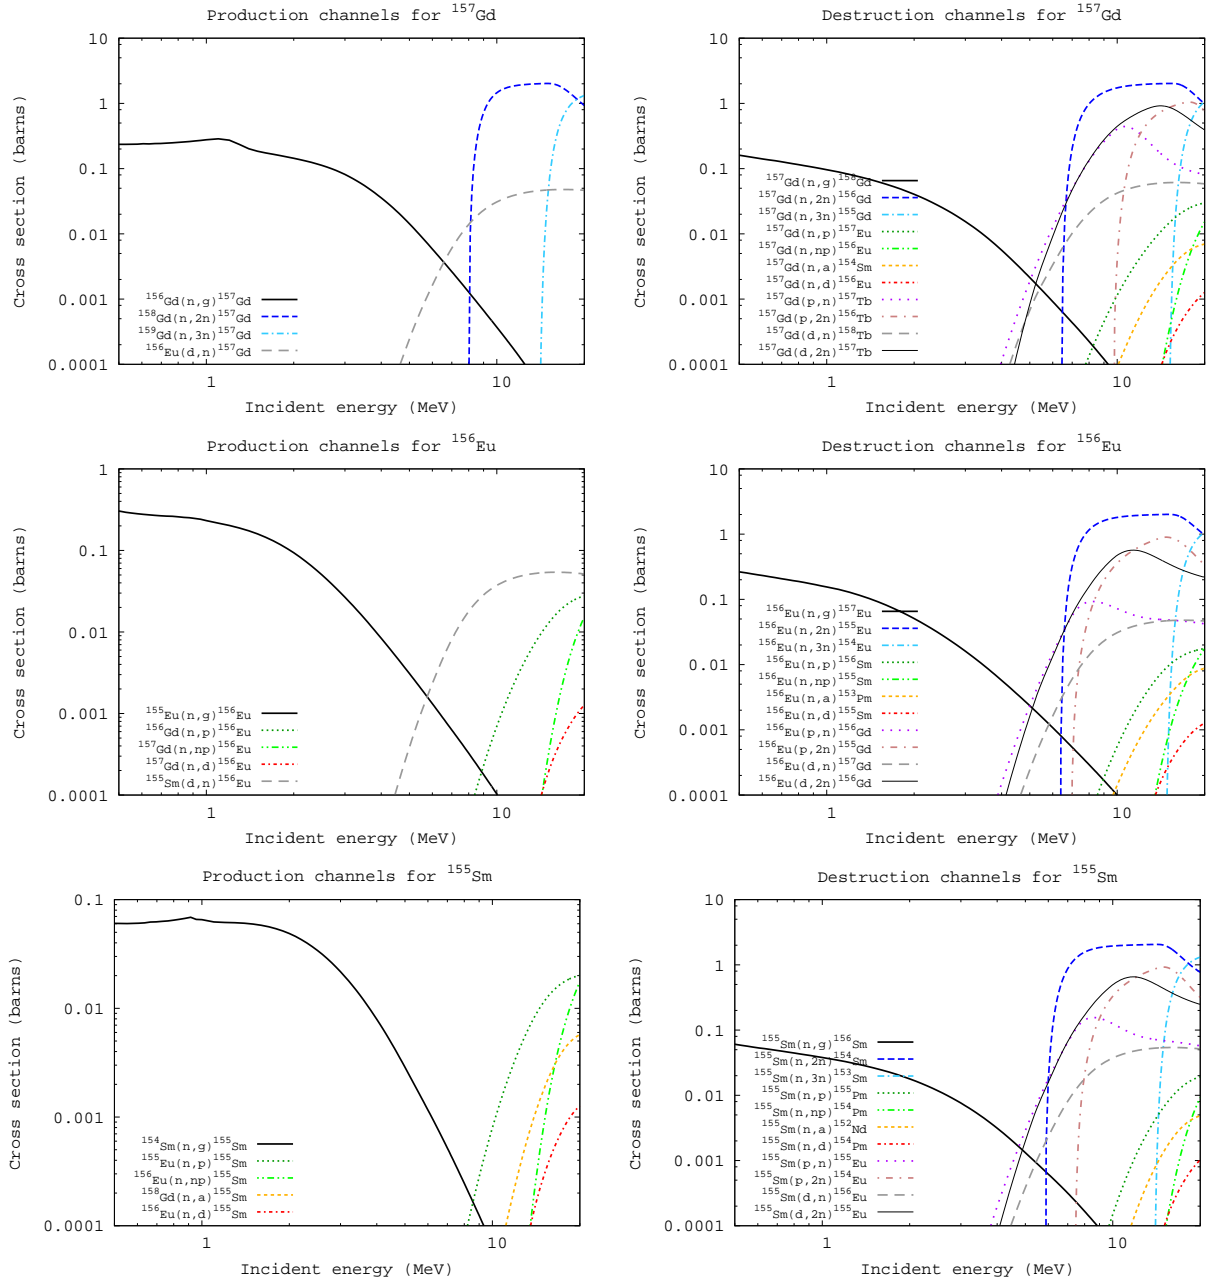 Production channels for ¹⁵⁷Gd
Cross section (barns)
10
1
0.1
0.01
0.001
0.0001
¹⁵⁶Gd(n,g)¹⁵⁷Gd
¹⁵⁸Gd(n,2n)¹⁵⁷Gd
¹⁵⁹Gd(n,3n)¹⁵⁷Gd
¹⁵⁶Eu(d,n)¹⁵⁷Gd
1 10
Incident energy (MeV)
Destruction channels for ¹⁵⁷Gd
Cross section (barns)
10
1
0.1
0.01
0.001
0.0001
¹⁵⁷Gd(n,g)¹⁵⁸Gd
¹⁵⁷Gd(n,2n)¹⁵⁶Gd
¹⁵⁷Gd(n,3n)¹⁵⁵Gd
¹⁵⁷Gd(n,p)¹⁵⁷Eu
¹⁵⁷Gd(n,np)¹⁵⁶Eu
¹⁵⁷Gd(n,a)¹⁵⁴Sm
¹⁵⁷Gd(n,d)¹⁵⁶Eu
¹⁵⁷Gd(p,n)¹⁵⁷Tb
¹⁵⁷Gd(p,2n)¹⁵⁶Tb
¹⁵⁷Gd(d,n)¹⁵⁸Tb
¹⁵⁷Gd(d,2n)¹⁵⁷Tb
1 10
Incident energy (MeV)
Production channels for ¹⁵⁶Eu
Cross section (barns)
1
0.1
0.01
0.001
0.0001
¹⁵⁵Eu(n,g)¹⁵⁶Eu
¹⁵⁶Gd(n,p)¹⁵⁶Eu
¹⁵⁷Gd(n,np)¹⁵⁶Eu
¹⁵⁷Gd(n,d)¹⁵⁶Eu
¹⁵⁵Sm(d,n)¹⁵⁶Eu
1 10
Incident energy (MeV)
Destruction channels for ¹⁵⁶Eu
Cross section (barns)
10
1
0.1
0.01
0.001
0.0001
¹⁵⁶Eu(n,g)¹⁵⁷Eu
¹⁵⁶Eu(n,2n)¹⁵⁵Eu
¹⁵⁶Eu(n,3n)¹⁵⁴Eu
¹⁵⁶Eu(n,p)¹⁵⁶Sm
¹⁵⁶Eu(n,np)¹⁵⁵Sm
¹⁵⁶Eu(n,a)¹⁵³Pm
¹⁵⁶Eu(n,d)¹⁵⁵Sm
¹⁵⁶Eu(p,n)¹⁵⁶Gd
¹⁵⁶Eu(p,2n)¹⁵⁵Gd
¹⁵⁶Eu(d,n)¹⁵⁷Gd
¹⁵⁶Eu(d,2n)¹⁵⁶Gd
1 10
Incident energy (MeV)
Production channels for ¹⁵⁵Sm
Cross section (barns)
0.1
0.01
0.001
0.0001
¹⁵⁴Sm(n,g)¹⁵⁵Sm
¹⁵⁵Eu(n,p)¹⁵⁵Sm
¹⁵⁶Eu(n,np)¹⁵⁵Sm
¹⁵⁸Gd(n,a)¹⁵⁵Sm
¹⁵⁶Eu(n,d)¹⁵⁵Sm
1 10
Incident energy (MeV)
Destruction channels for ¹⁵⁵Sm
Cross section (barns)
10
1
0.1
0.01
0.001
0.0001
¹⁵⁵Sm(n,g)¹⁵⁶Sm
¹⁵⁵Sm(n,2n)¹⁵⁴Sm
¹⁵⁵Sm(n,3n)¹⁵³Sm
¹⁵⁵Sm(n,p)¹⁵⁵Pm
¹⁵⁵Sm(n,np)¹⁵⁴Pm
¹⁵⁵Sm(n,a)¹⁵²Nd
¹⁵⁵Sm(n,d)¹⁵⁴Pm
¹⁵⁵Sm(p,n)¹⁵⁵Eu
¹⁵⁵Sm(p,2n)¹⁵⁴Eu
¹⁵⁵Sm(d,n)¹⁵⁶Eu
¹⁵⁵Sm(d,2n)¹⁵⁵Eu
1 10
Incident energy (MeV)